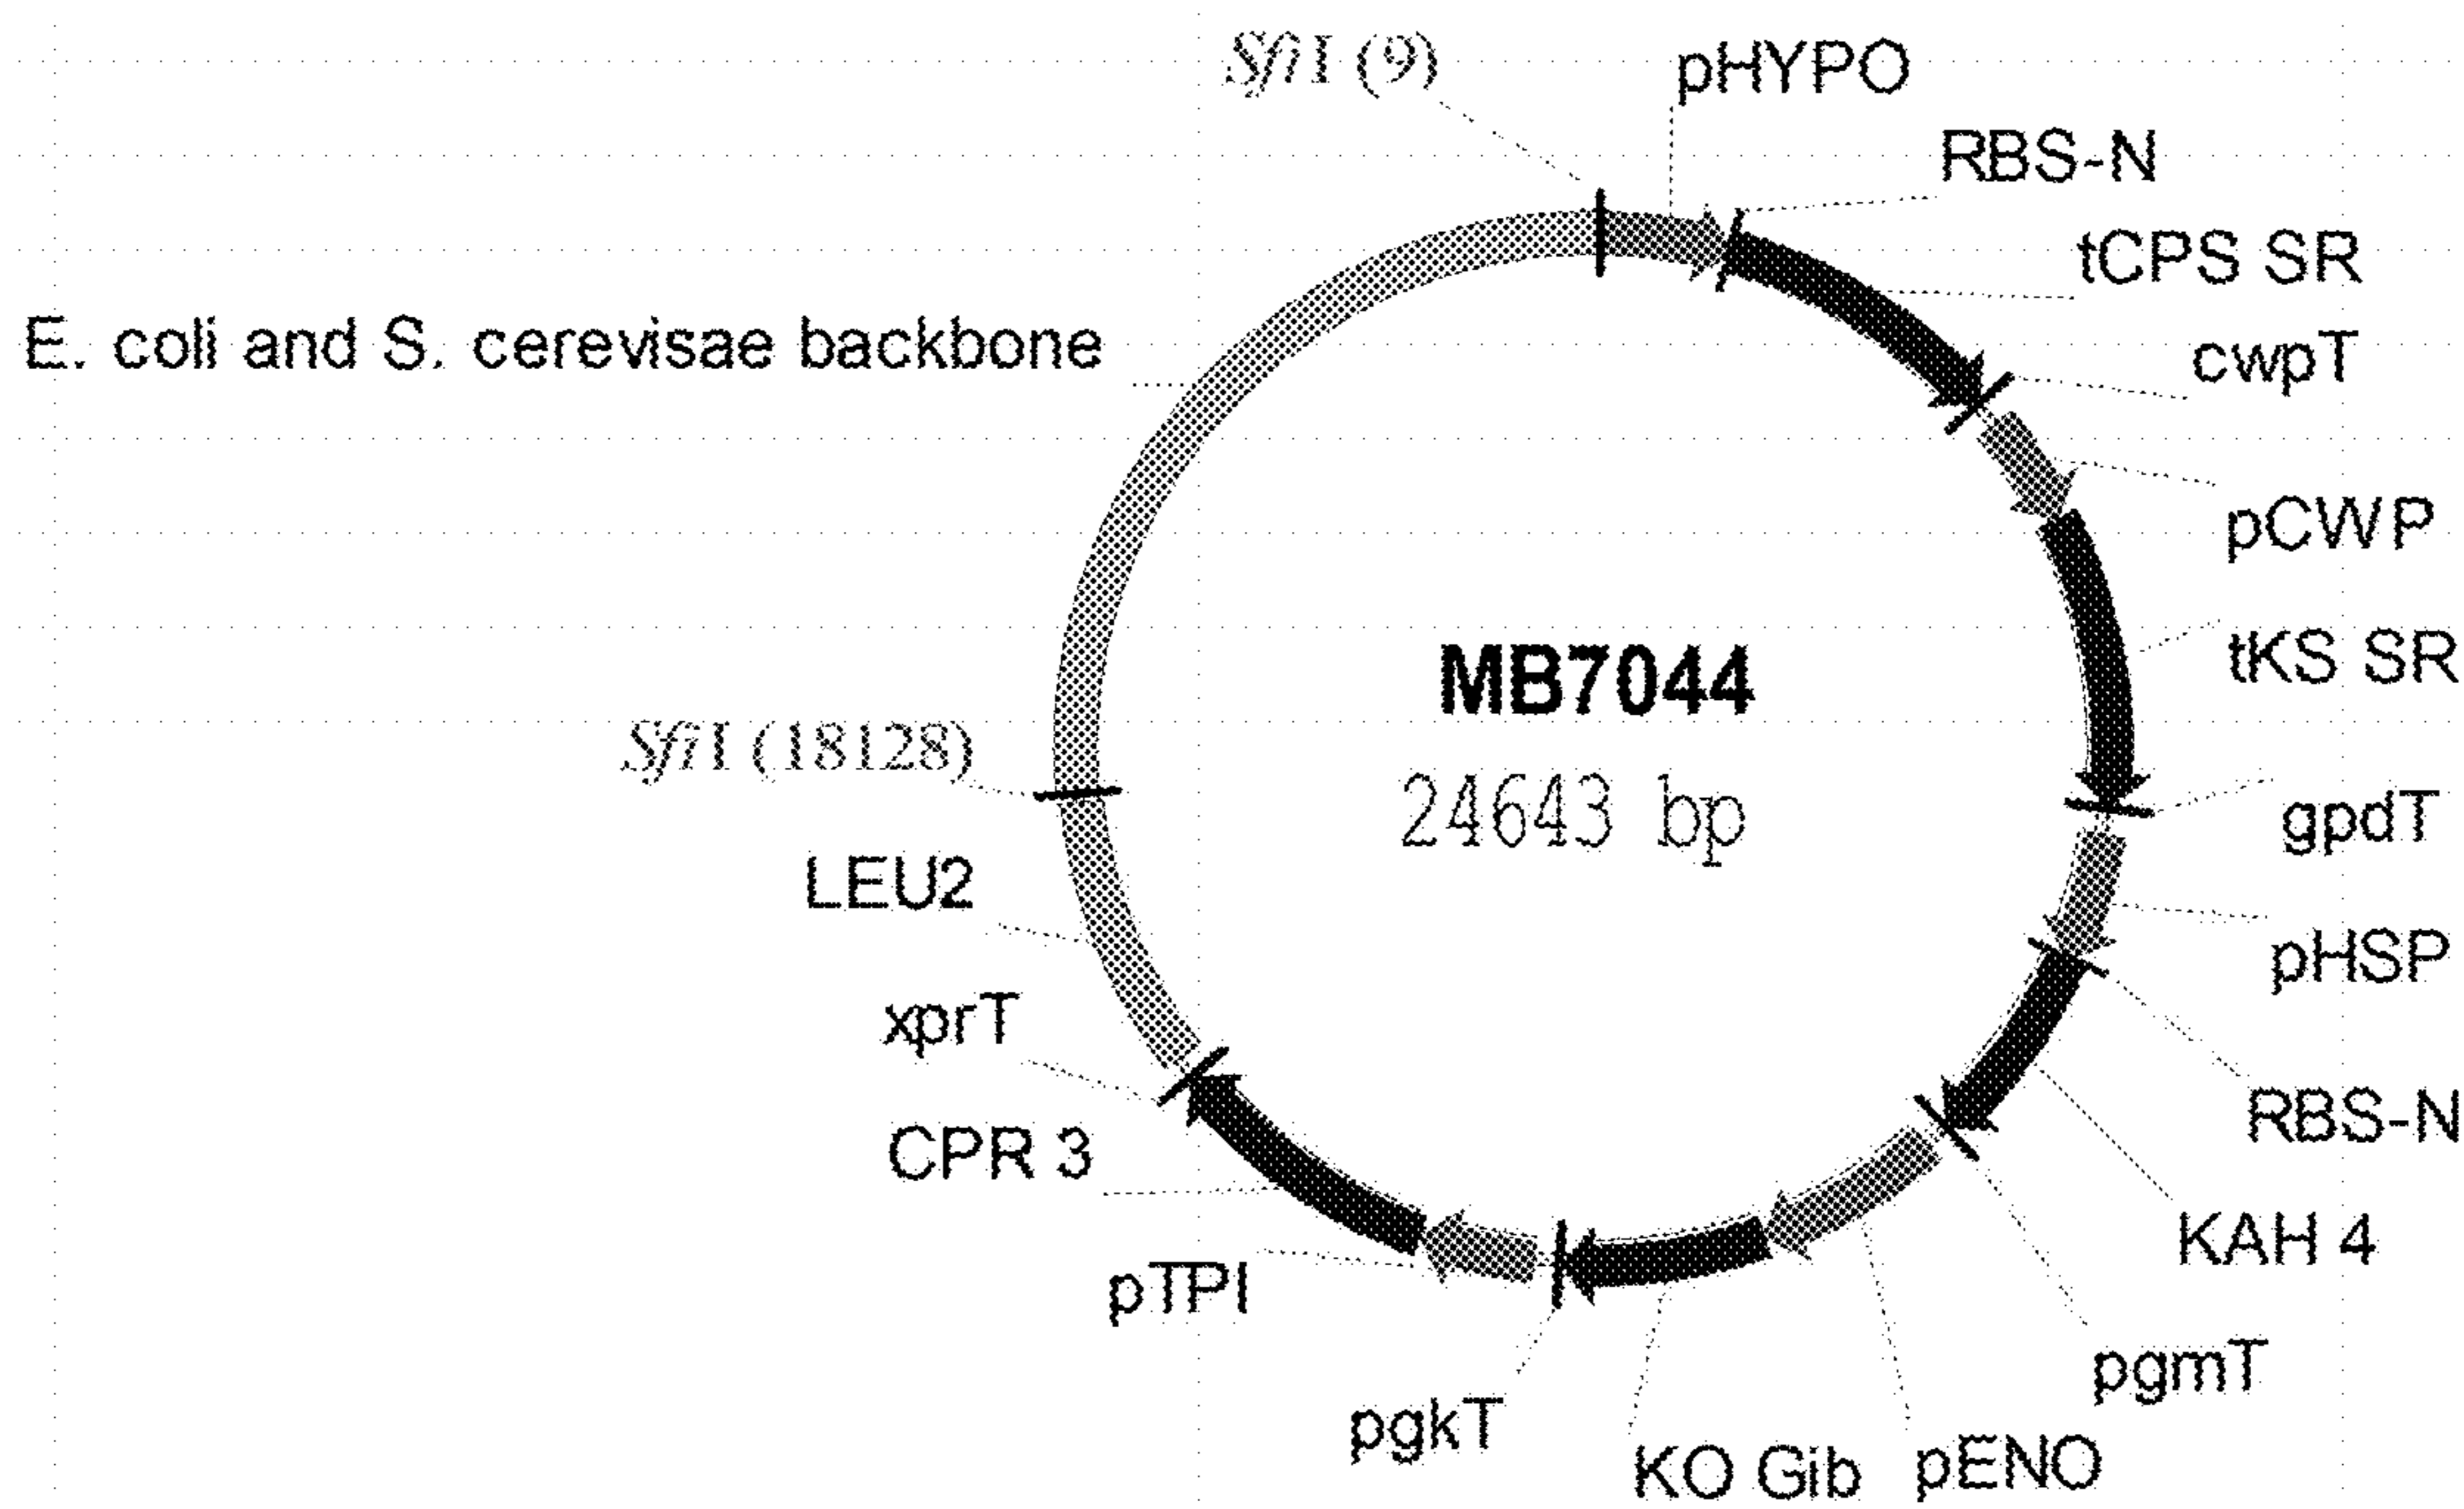 SfiI (9)
pHYPO
RBS-N
tCPS SR
cwpT
E. coli and S. cerevisae backbone
pCWP
tKS SR
MB7044
24643 bp
SfiI (18128)
gpdT
LEU2
pHSP
xprT
RBS-N
CPR 3
KAH 4
pTPI
pgmT
pgkT
KO Gib
pENO